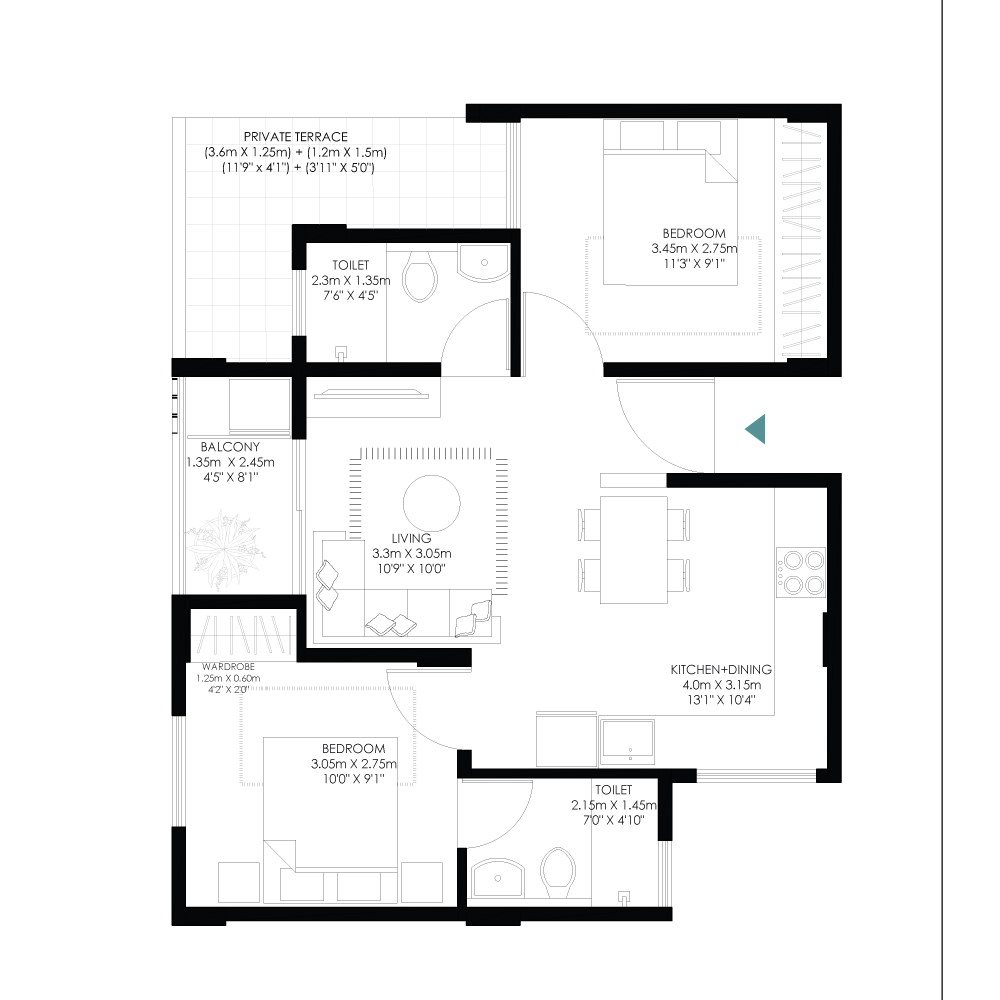 PRIVATE TERRACE
(3.6m X 1.25m) + (1.2m X 1.5m)
(11'9" x 4'1") + (3'11" X 5'0")
BEDROOM
3.45m X 2.75m
11'3" X 9'1"
TOILET
2.3m X 1.35m
7'6" X 4'5"
BALCONY
1.35m X 2.45m
4'5" X 8'1"
LIVING
3.3m X 3.05m
10'9" X 10'0"
WARDROBE
1.25m X 0.60m
4'2" X 2'0"
KITCHEN+DINING
4.0m X 3.15m
13'1" X 10'4"
BEDROOM
3.05m X 2.75m
10'0" X 9'1"
TOILET
2.15m X 1.45m
7'0" X 4'10"